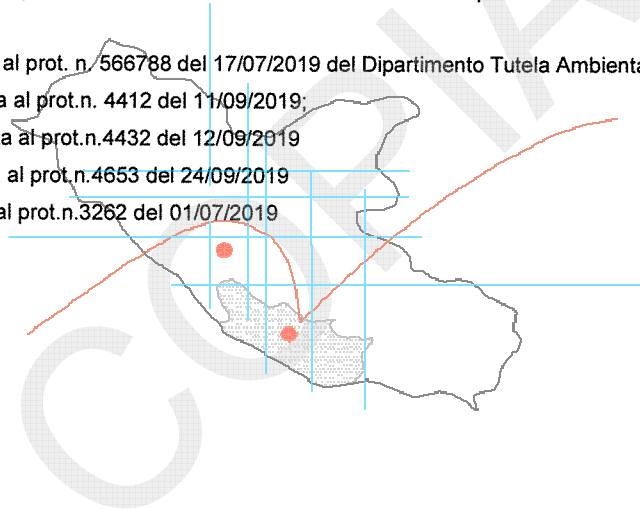 al prot. n. 566788 del 17/07/2019 del Dipartimento Tutela
a al prot.n. 4412 del 11/09/2019;
a al prot.n.4432 del 12/09/2019
al prot.n.4653 del 24/09/2019
al prot.n.3262 del 01/07/2019
COPIA